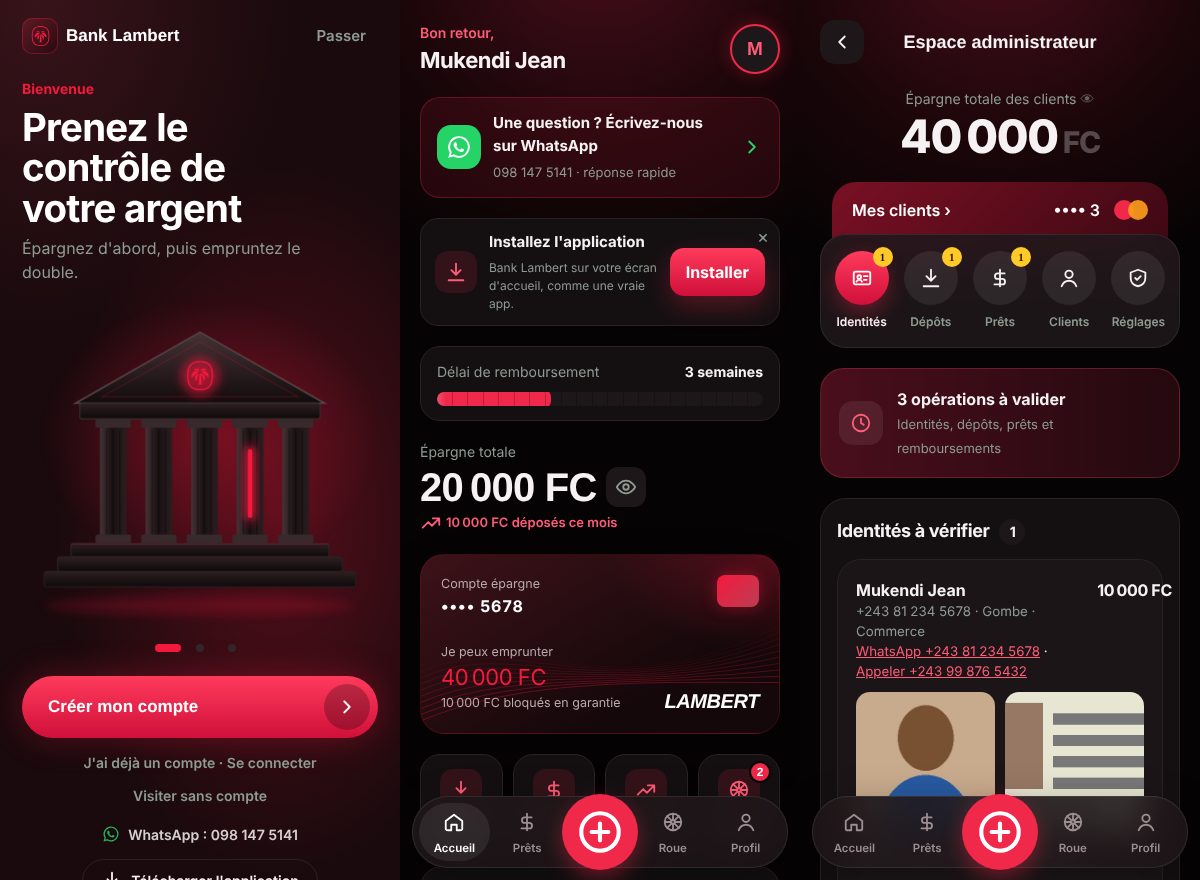 Bank Lambert
Passer
Bienvenue
Prenez le
contrôle de
votre argent
Épargnez d'abord, puis empruntez le
double.
Créer mon compte
J'ai déjà un compte · Se connecter
Visiter sans compte
WhatsApp : 098 147 5141
Télécharger l'application
Bon retour,
Mukendi Jean
M
Une question ? Écrivez-nous
sur WhatsApp
098 147 5141 · réponse rapide
Installez l'application
Bank Lambert sur votre écran
d'accueil, comme une vraie
app.
Installer
Délai de remboursement
3 semaines
Épargne totale
20 000 FC
10 000 FC déposés ce mois
Compte épargne
•••• 5678
Je peux emprunter
40 000 FC
10 000 FC bloqués en garantie
LAMBERT
2
Accueil
Prêts
Roue
Profil
Espace administrateur
Épargne totale des clients
40 000 FC
Mes clients ›
•••• 3
1
1
1
Identités
Dépôts
Prêts
Clients
Réglages
3 opérations à valider
Identités, dépôts, prêts et
remboursements
Identités à vérifier 1
Mukendi Jean
10 000 FC
+243 81 234 5678 · Gombe ·
Commerce
WhatsApp +243 81 234 5678 ·
Appeler +243 99 876 5432
Accueil
Prêts
Roue
Profil